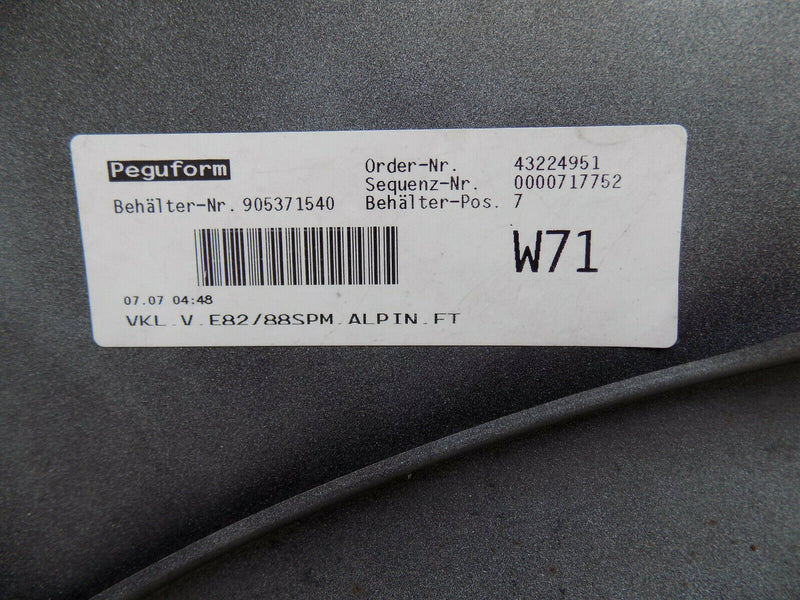 Peguform
Order-Nr. 43224951
Sequenz-Nr. 0000717752
Behälter-Nr. 905371540 Behälter-Pos. 7
W71
07.07 04:48
VKL.V.E82/88SPM.ALPIN.FT